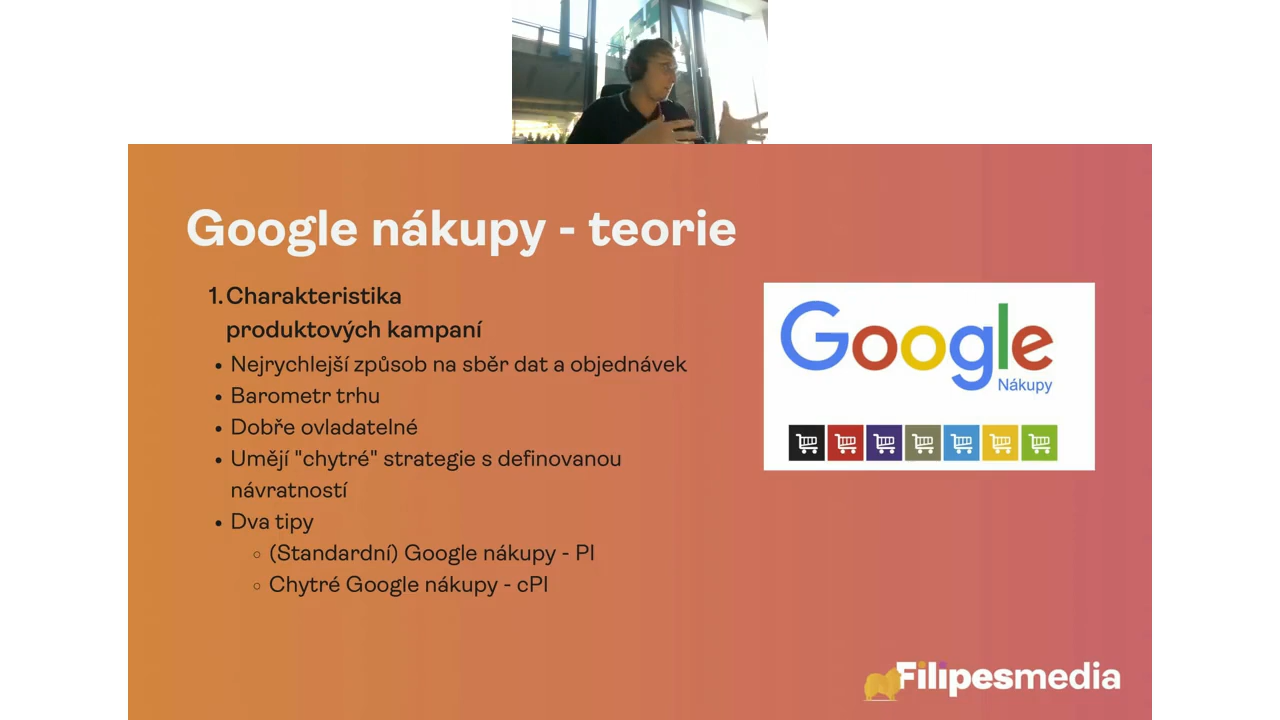 Google nákupy - teorie
1. Charakteristika
produktových kampaní
Nejrychlejší způsob na sběr dat a objednávek
Barometr trhu
Dobře ovladatelné
Umějí "chytré" strategie s definovanou
návratností
Dva tipy
(Standardní) Google nákupy - PI
Chytré Google nákupy - cPI
Google
Nákupy
Filipesmedia